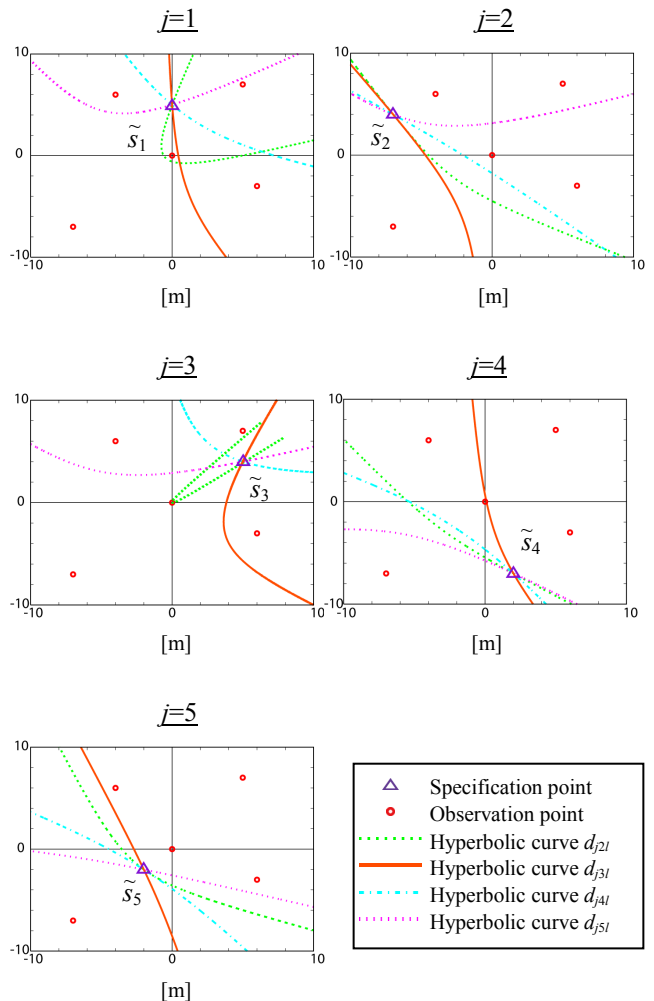 j=1
j=2
10
0
-10
-10
0
10
s̃1
[m]
10
0
-10
-10
0
10
s̃2
[m]
j=3
j=4
10
0
-10
-10
0
10
s̃3
[m]
10
0
-10
-10
0
10
s̃4
[m]
j=5
10
0
-10
-10
0
10
s̃5
[m]
Specification point
Observation point
Hyperbolic curve dj2l
Hyperbolic curve dj3l
Hyperbolic curve dj4l
Hyperbolic curve dj5l